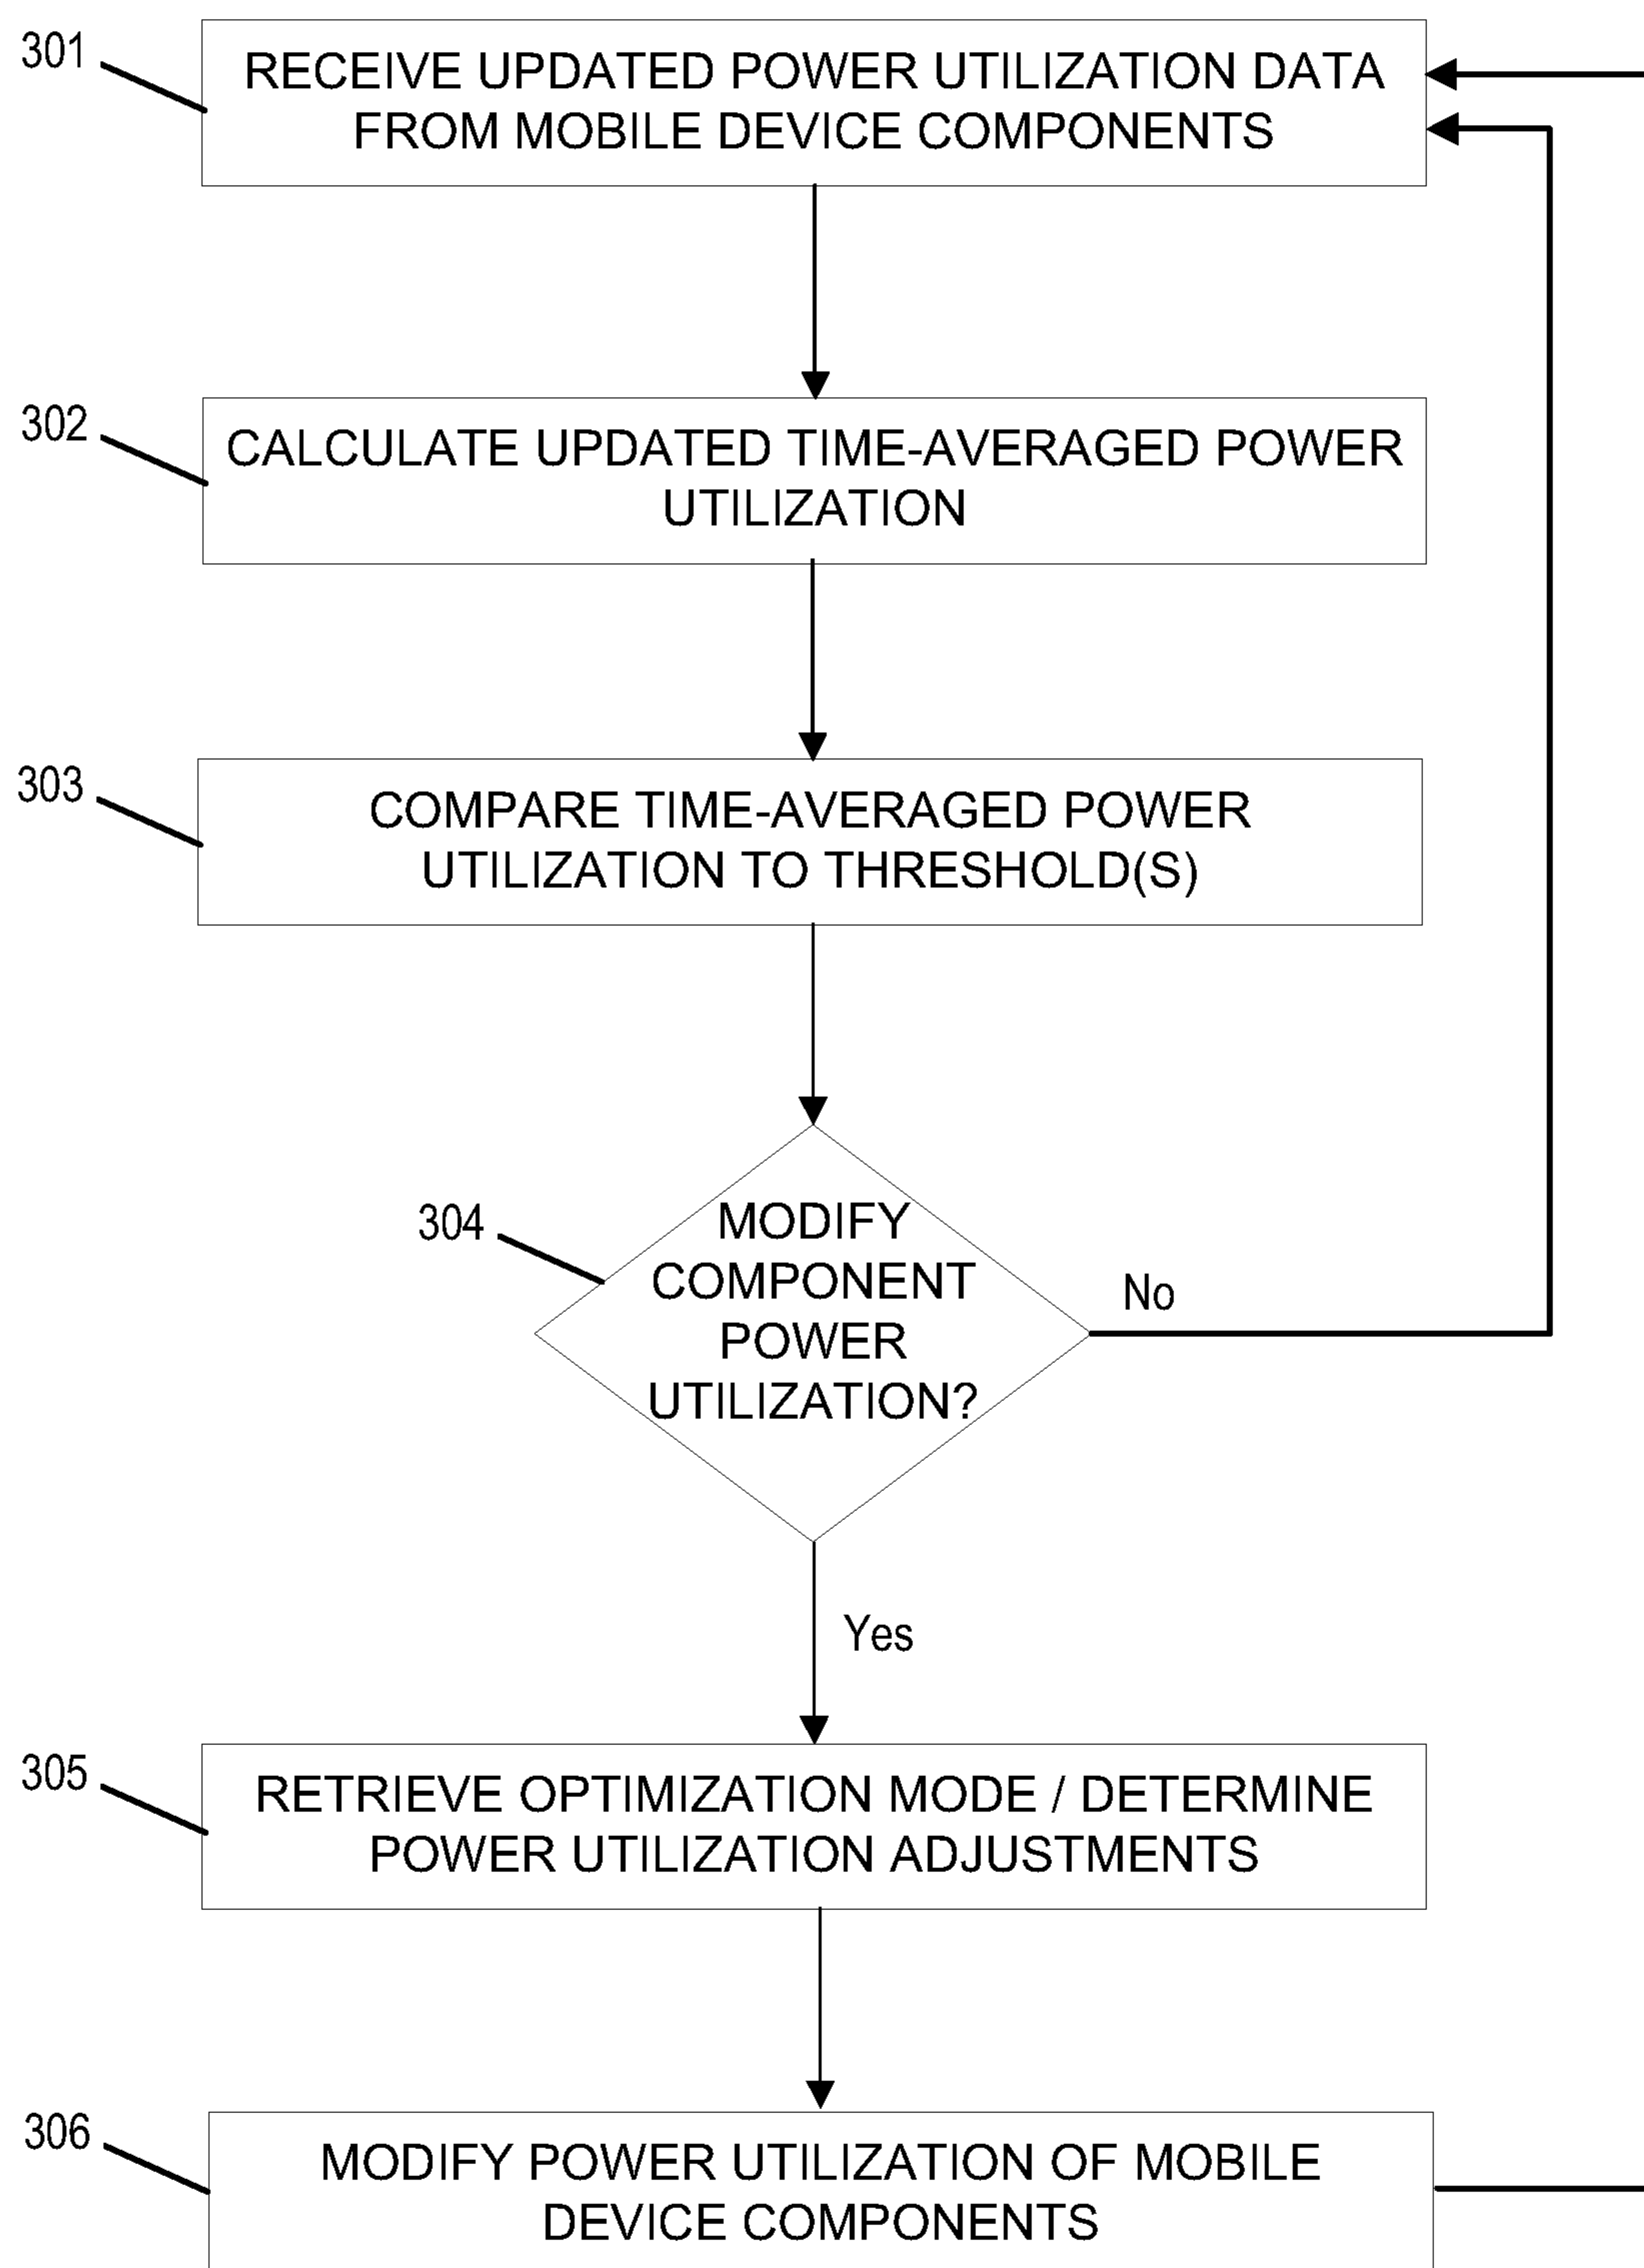 301
RECEIVE UPDATED POWER UTILIZATION DATA
FROM MOBILE DEVICE COMPONENTS
302
CALCULATE UPDATED TIME-AVERAGED POWER
UTILIZATION
303
COMPARE TIME-AVERAGED POWER
UTILIZATION TO THRESHOLD(S)
304
MODIFY
COMPONENT
POWER
UTILIZATION?
No
Yes
305
RETRIEVE OPTIMIZATION MODE / DETERMINE
POWER UTILIZATION ADJUSTMENTS
306
MODIFY POWER UTILIZATION OF MOBILE
DEVICE COMPONENTS